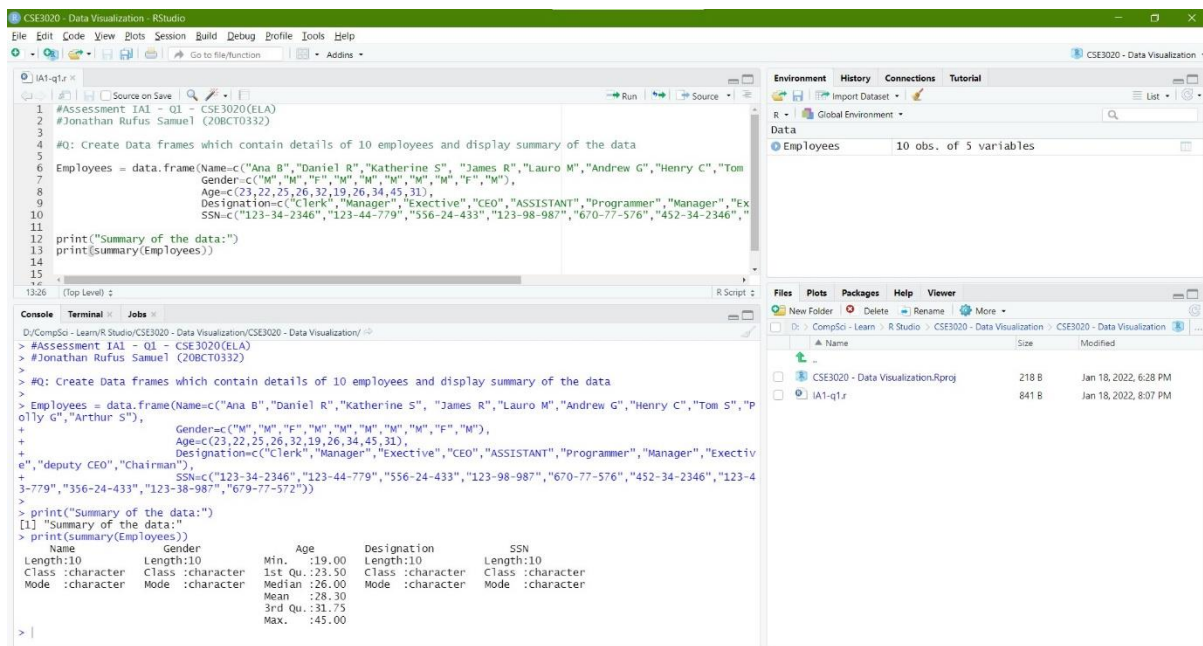 CSE3020 - Data Visualization - RStudio
File Edit Code View Plots Session Build Debug Profile Tools Help
Go to file/function Addins
CSE3020 - Data Visualization
IA1-q1.r
Source on Save Run Source
1 #Assessment IA1 - Q1 - CSE3020(ELA)
2 #Jonathan Rufus Samuel (20BCT0332)
3
4 #Q: Create Data frames which contain details of 10 employees and display summary of the data
5
6 Employees = data.frame(Name=c("Ana B","Daniel R","Katherine S", "James R","Lauro M","Andrew G","Henry C","Tom
7 Gender=c("M","M","F","M","M","M","M","M","F","M"),
8 Age=c(23,22,25,26,32,19,26,34,45,31),
9 Designation=c("Clerk","Manager","Exective","CEO","ASSISTANT","Programmer","Manager","Ex
10 SSN=c("123-34-2346","123-44-779","556-24-433","123-98-987","670-77-576","452-34-2346","
11
12 print("Summary of the data:")
13 print(summary(Employees))
14
15
16
13:26 (Top Level) R Script
Console Terminal Jobs
D:/CompSci - Learn/R Studio/CSE3020 - Data Visualization/CSE3020 - Data Visualization/
> #Assessment IA1 - Q1 - CSE3020(ELA)
> #Jonathan Rufus Samuel (20BCT0332)
>
> #Q: Create Data frames which contain details of 10 employees and display summary of the data
>
> Employees = data.frame(Name=c("Ana B","Daniel R","Katherine S", "James R","Lauro M","Andrew G","Henry C","Tom S","P
olly G","Arthur S"),
+ Gender=c("M","M","F","M","M","M","M","M","F","M"),
+ Age=c(23,22,25,26,32,19,26,34,45,31),
+ Designation=c("Clerk","Manager","Exective","CEO","ASSISTANT","Programmer","Manager","Exectiv
e","deputy CEO","Chairman"),
+ SSN=c("123-34-2346","123-44-779","556-24-433","123-98-987","670-77-576","452-34-2346","123-4
3-779","356-24-433","123-38-987","679-77-572"))
>
> print("Summary of the data:")
[1] "Summary of the data:"
> print(summary(Employees))
Name Gender Age Designation SSN
Length:10 Length:10 Min. :19.00 Length:10 Length:10
Class :character Class :character 1st Qu.:23.50 Class :character Class :character
Mode :character Mode :character Median :26.00 Mode :character Mode :character
Mean :28.30
3rd Qu.:31.75
Max. :45.00
>
Environment History Connections Tutorial
Import Dataset List
R Global Environment
Data
Employees 10 obs. of 5 variables
Files Plots Packages Help Viewer
New Folder Delete Rename More
D: > CompSci - Learn > R Studio > CSE3020 - Data Visualization > CSE3020 - Data Visualization
Name Size Modified
..
CSE3020 - Data Visualization.Rproj 218 B Jan 18, 2022, 6:28 PM
IA1-q1.r 841 B Jan 18, 2022, 8:07 PM